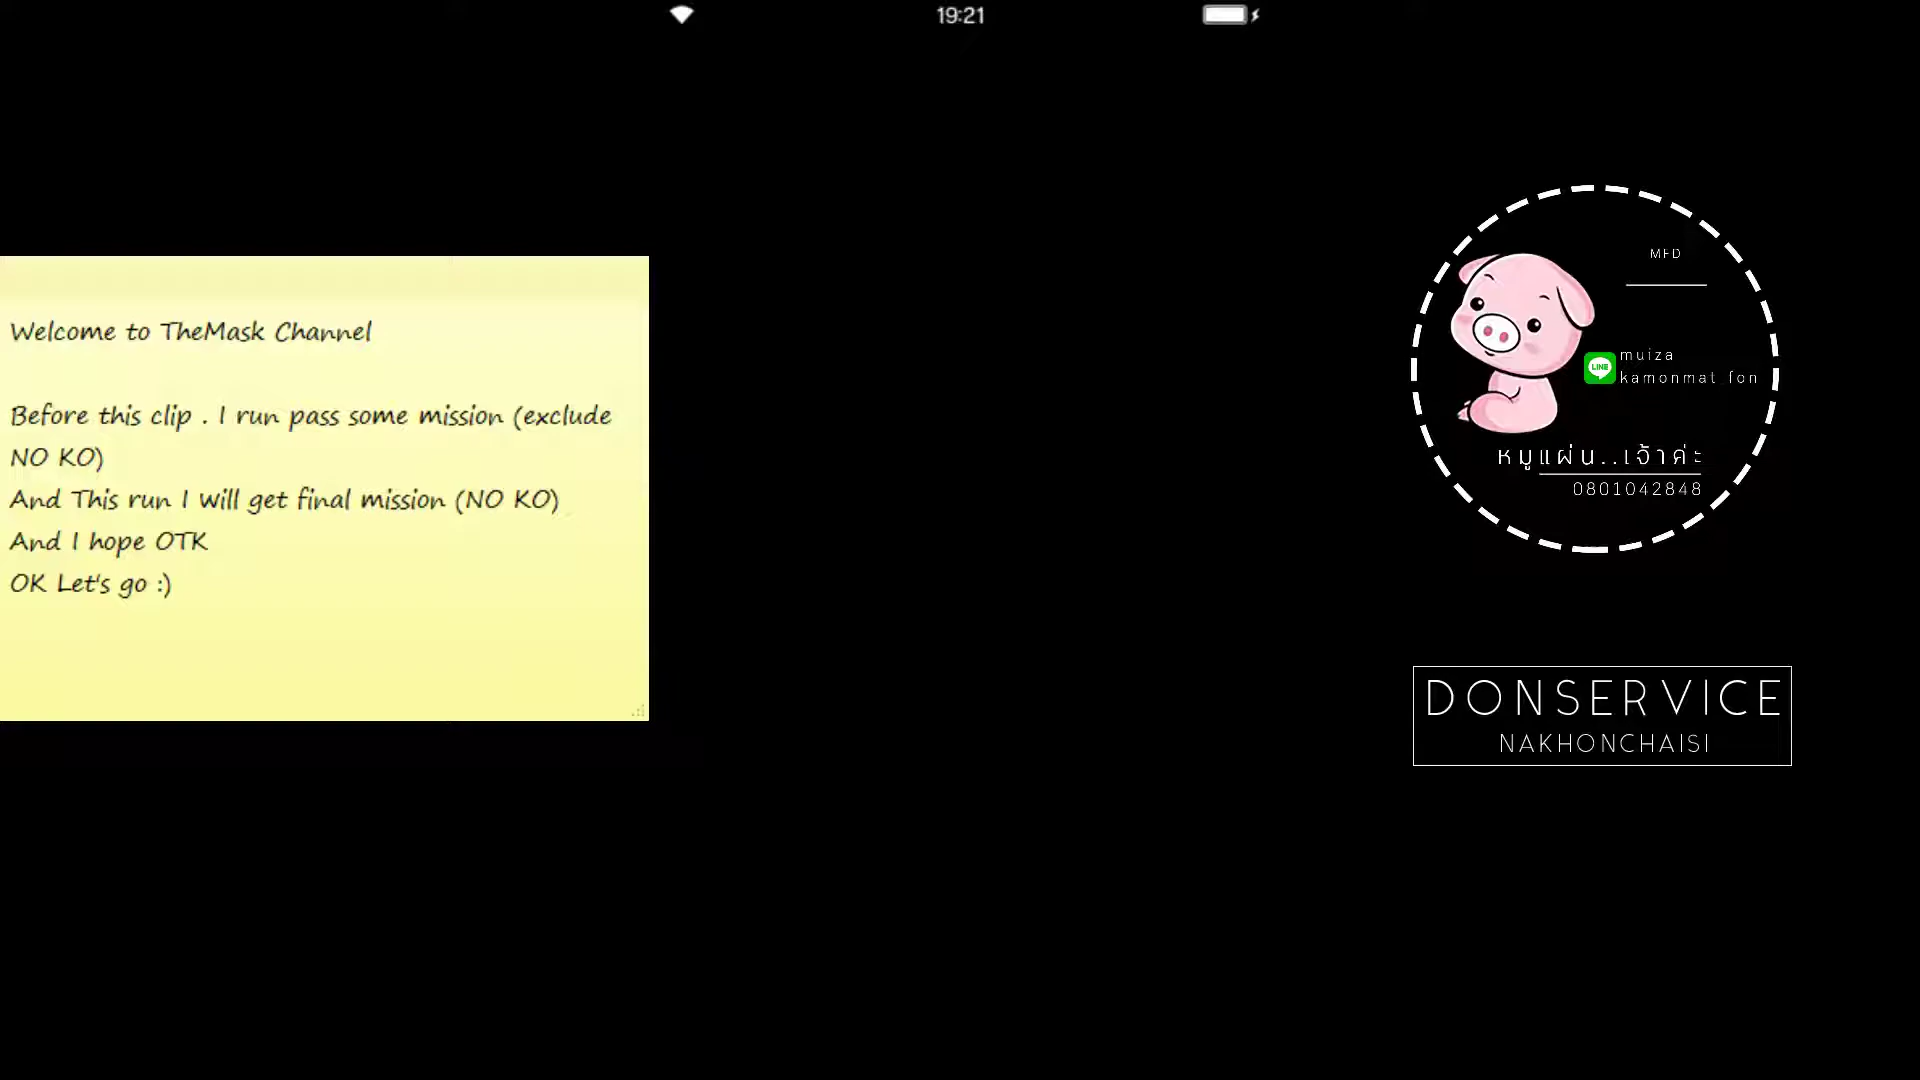 19:21
Welcome to TheMask Channel
Before this clip . I run pass some mission (exclude
NO KO)
And This run I will get final mission (NO KO)
And I hope OTK
OK Let's go :)
MFD
LINE
muiza
kamonmat fon
หมูแผ่น..เจ้าค่ะ
0801042848
DONSERVICE
NAKHONCHAISI